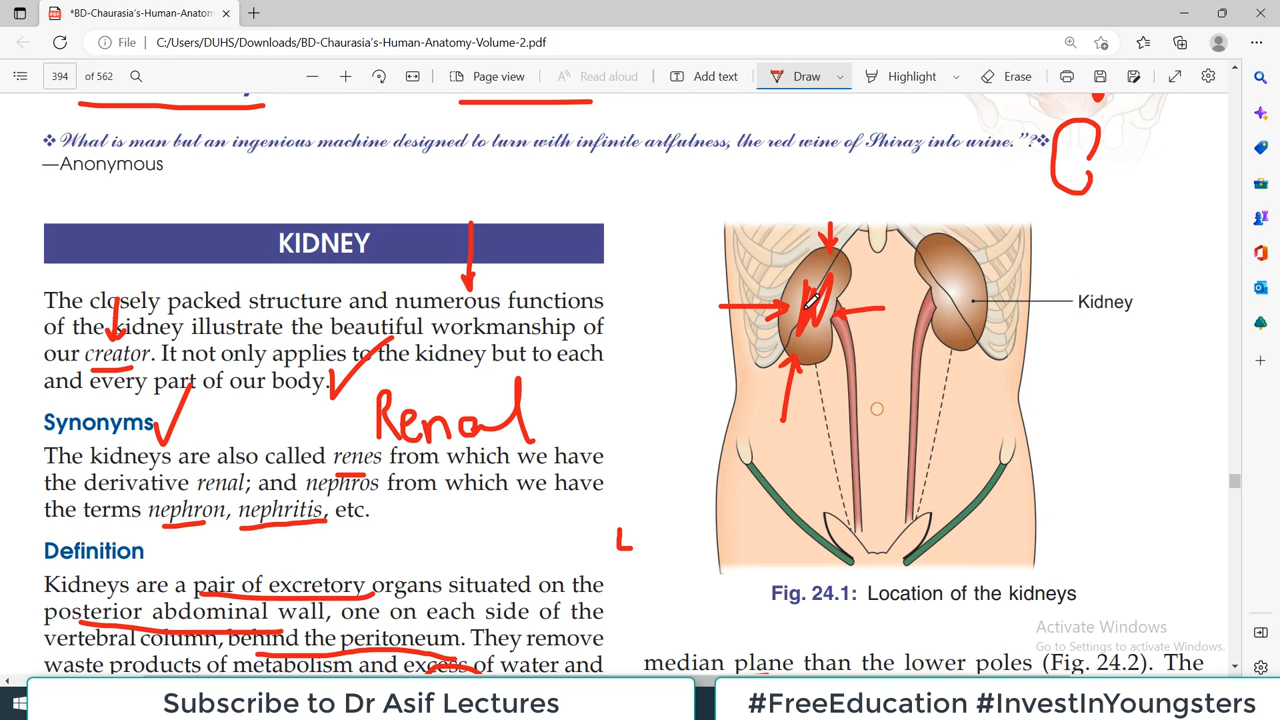 *BD-Chaurasia's-Human-Anatom
File
C:/Users/DUHS/Downloads/BD-Chaurasia's-Human-Anatomy-Volume-2.pdf
394 of 562
Page view
Read aloud
Add text
Draw
Highlight
Erase
❖What is man but an ingenious machine designed to turn with infinite artfulness, the red wine of Shiraz into urine."?❖
—Anonymous
KIDNEY
The closely packed structure and numerous functions
of the kidney illustrate the beautiful workmanship of
our creator. It not only applies to the kidney but to each
and every part of our body.
Synonyms
Renal
The kidneys are also called renes from which we have
the derivative renal; and nephros from which we have
the terms nephron, nephritis, etc.
Definition
Kidneys are a pair of excretory organs situated on the
posterior abdominal wall, one on each side of the
vertebral column, behind the peritoneum. They remove
waste products of metabolism and excess of water and
Kidney
Fig. 24.1: Location of the kidneys
median plane than the lower poles (Fig. 24.2). The
Activate Windows
Go to Settings to activate Windows.
Subscribe to Dr Asif Lectures
#FreeEducation #InvestInYoungsters